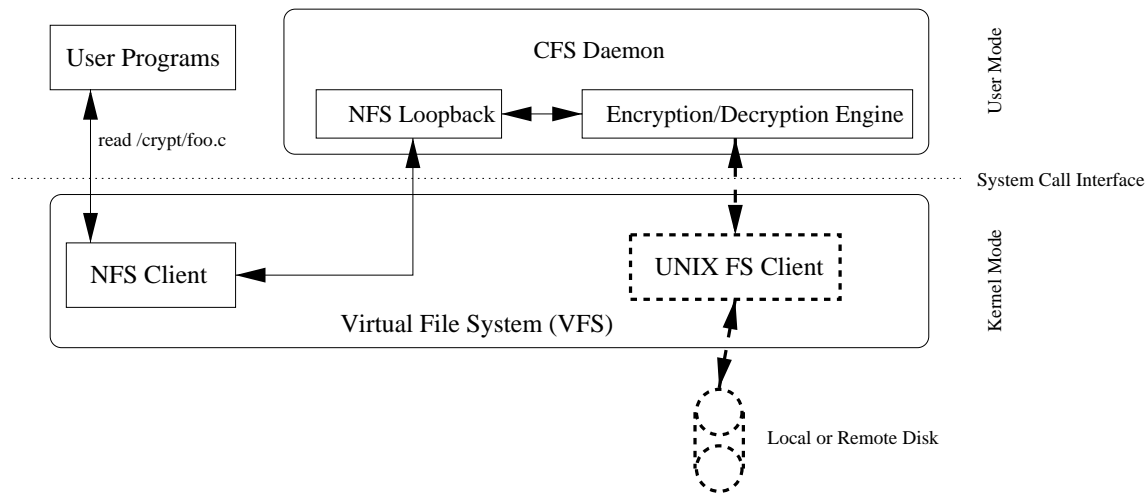 User Programs
CFS Daemon
User Mode
NFS Loopback
Encryption/Decryption Engine
read /crypt/foo.c
System Call Interface
NFS Client
UNIX FS Client
Kernel Mode
Virtual File System (VFS)
Local or Remote Disk